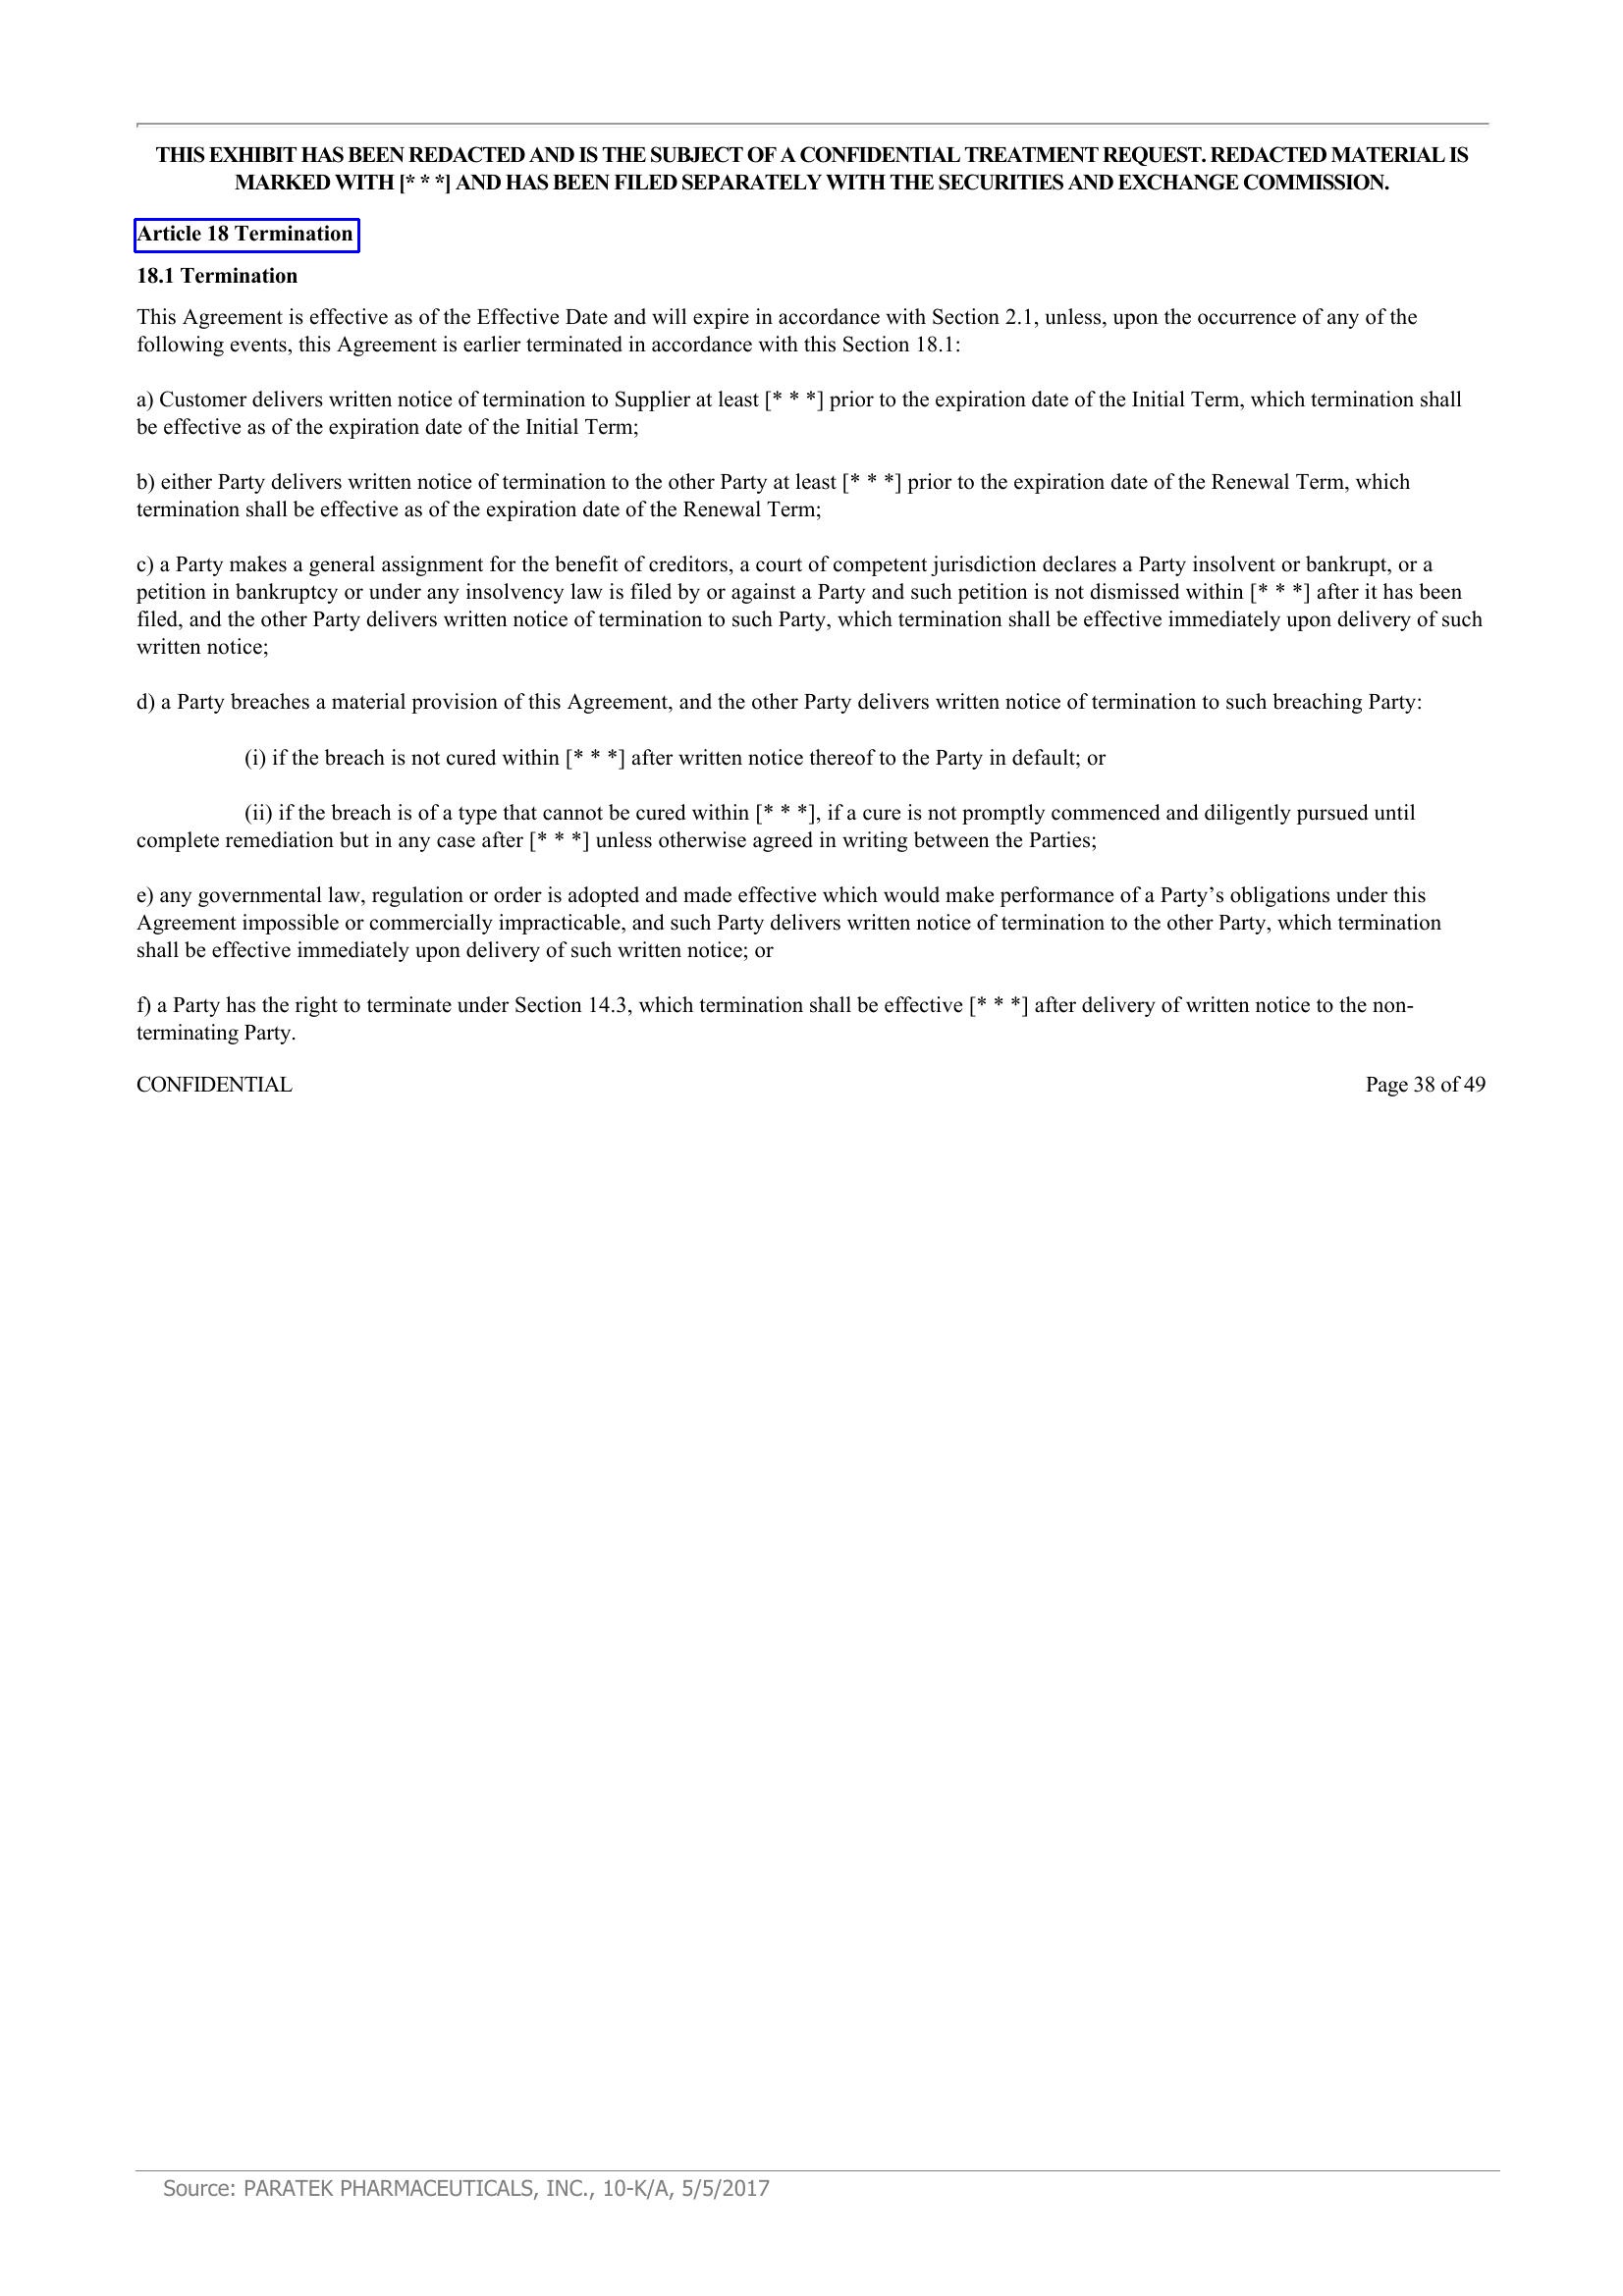 THIS EXHIBIT HAS BEEN REDACTED AND IS THE SUBJECT OF A CONFIDENTIAL TREATMENT REQUEST. REDACTED MATERIAL IS
MARKED WITH [* * *] AND HAS BEEN FILED SEPARATELY WITH THE SECURITIES AND EXCHANGE COMMISSION.
Article 18 Termination
18.1 Termination
This Agreement is effective as of the Effective Date and will expire in accordance with Section 2.1, unless, upon the occurrence of any of the
following events, this Agreement is earlier terminated in accordance with this Section 18.1:
a) Customer delivers written notice of termination to Supplier at least [* * *] prior to the expiration date of the Initial Term, which termination shall
be effective as of the expiration date of the Initial Term;
b) either Party delivers written notice of termination to the other Party at least [* * *] prior to the expiration date of the Renewal Term, which
termination shall be effective as of the expiration date of the Renewal Term;
c) a Party makes a general assignment for the benefit of creditors, a court of competent jurisdiction declares a Party insolvent or bankrupt, or a
petition in bankruptcy or under any insolvency law is filed by or against a Party and such petition is not dismissed within [* * *] after it has been
filed, and the other Party delivers written notice of termination to such Party, which termination shall be effective immediately upon delivery of such
written notice;
d) a Party breaches a material provision of this Agreement, and the other Party delivers written notice of termination to such breaching Party:
(i) if the breach is not cured within [* * *] after written notice thereof to the Party in default; or
(ii) if the breach is of a type that cannot be cured within [* * *], if a cure is not promptly commenced and diligently pursued until
complete remediation but in any case after [* * *] unless otherwise agreed in writing between the Parties;
e) any governmental law, regulation or order is adopted and made effective which would make performance of a Party’s obligations under this
Agreement impossible or commercially impracticable, and such Party delivers written notice of termination to the other Party, which termination
shall be effective immediately upon delivery of such written notice; or
f) a Party has the right to terminate under Section 14.3, which termination shall be effective [* * *] after delivery of written notice to the non-
terminating Party.
CONFIDENTIAL Page 38 of 49
Source: PARATEK PHARMACEUTICALS, INC., 10-K/A, 5/5/2017